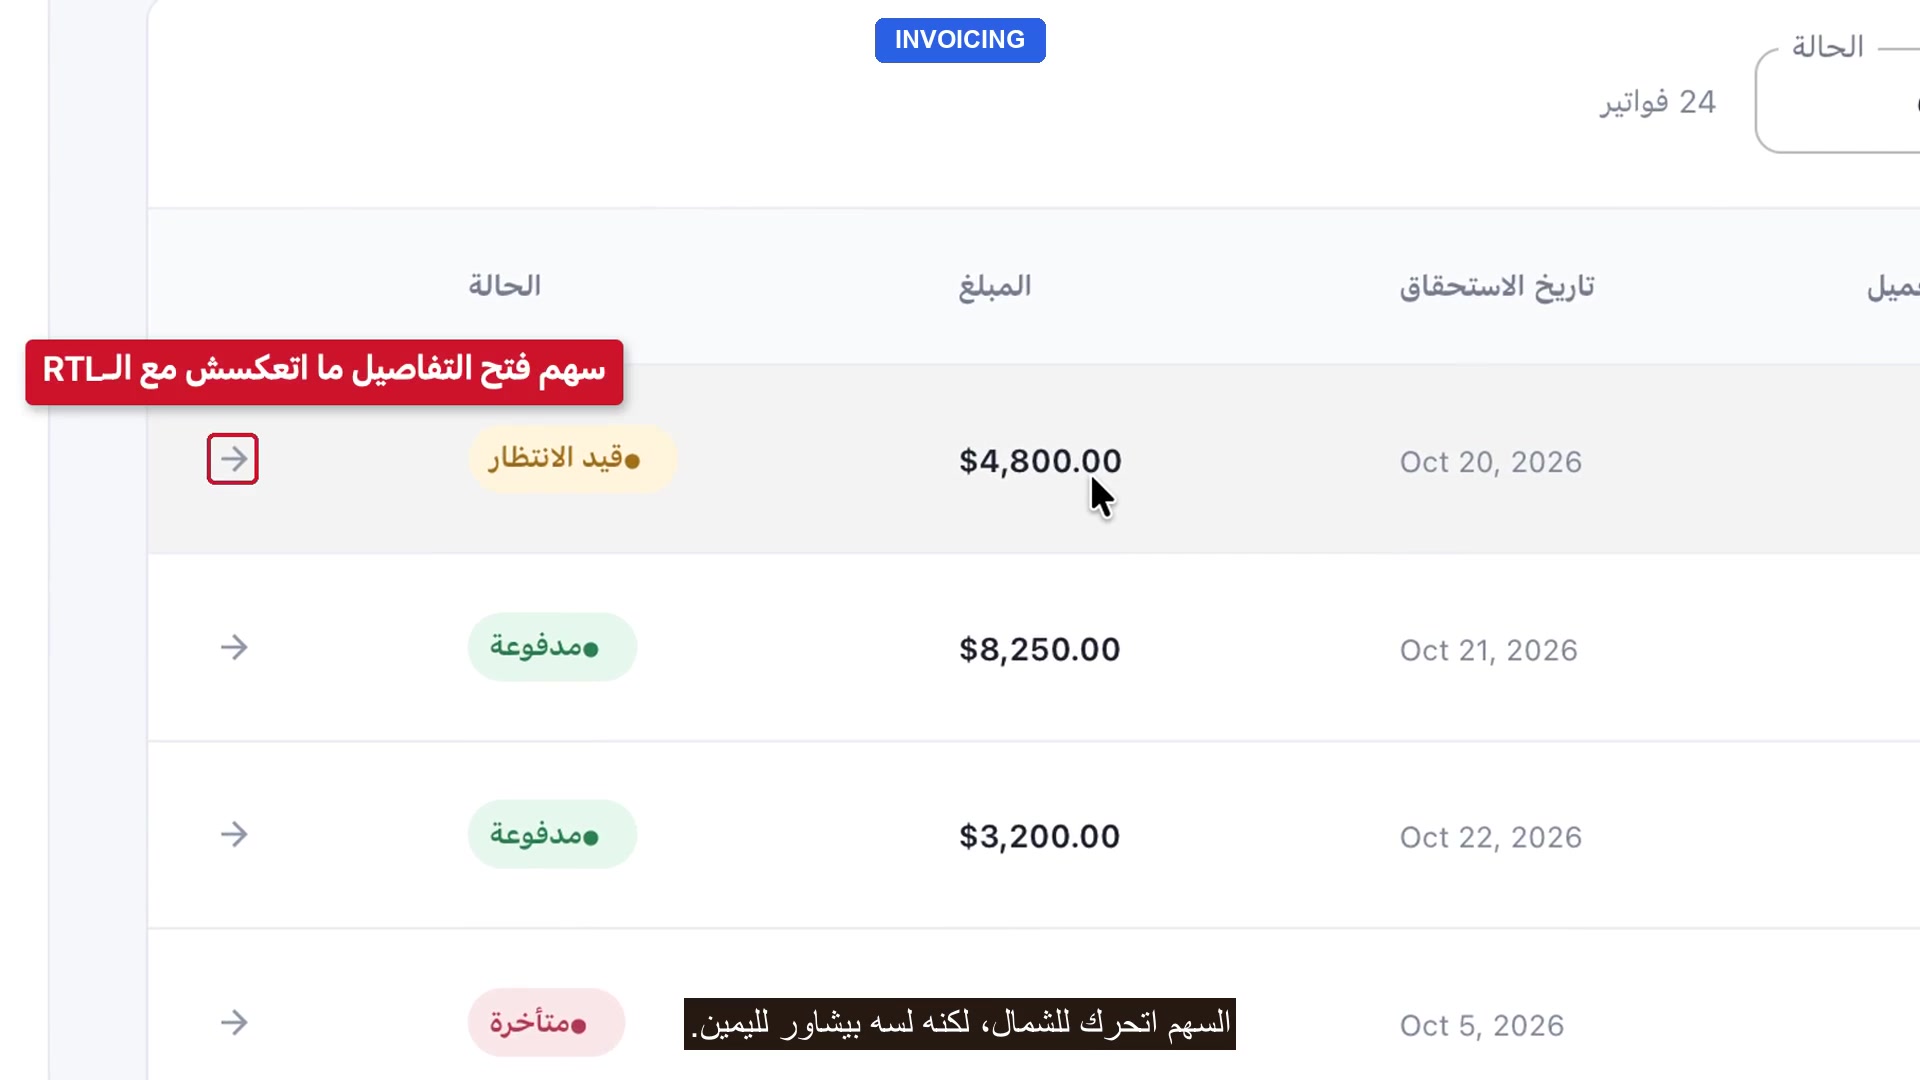 INVOICING
الحالة
24 فواتير
تاريخ الاستحقاق
المبلغ
الحالة
سهم فتح التفاصيل ما اتعكسش مع الـRTL
Oct 20, 2026
$4,800.00
قيد الانتظار
Oct 21, 2026
$8,250.00
مدفوعة
Oct 22, 2026
$3,200.00
مدفوعة
Oct 5, 2026
متأخرة
السهم اتحرك للشمال، لكنه لسه بيشاور لليمين.